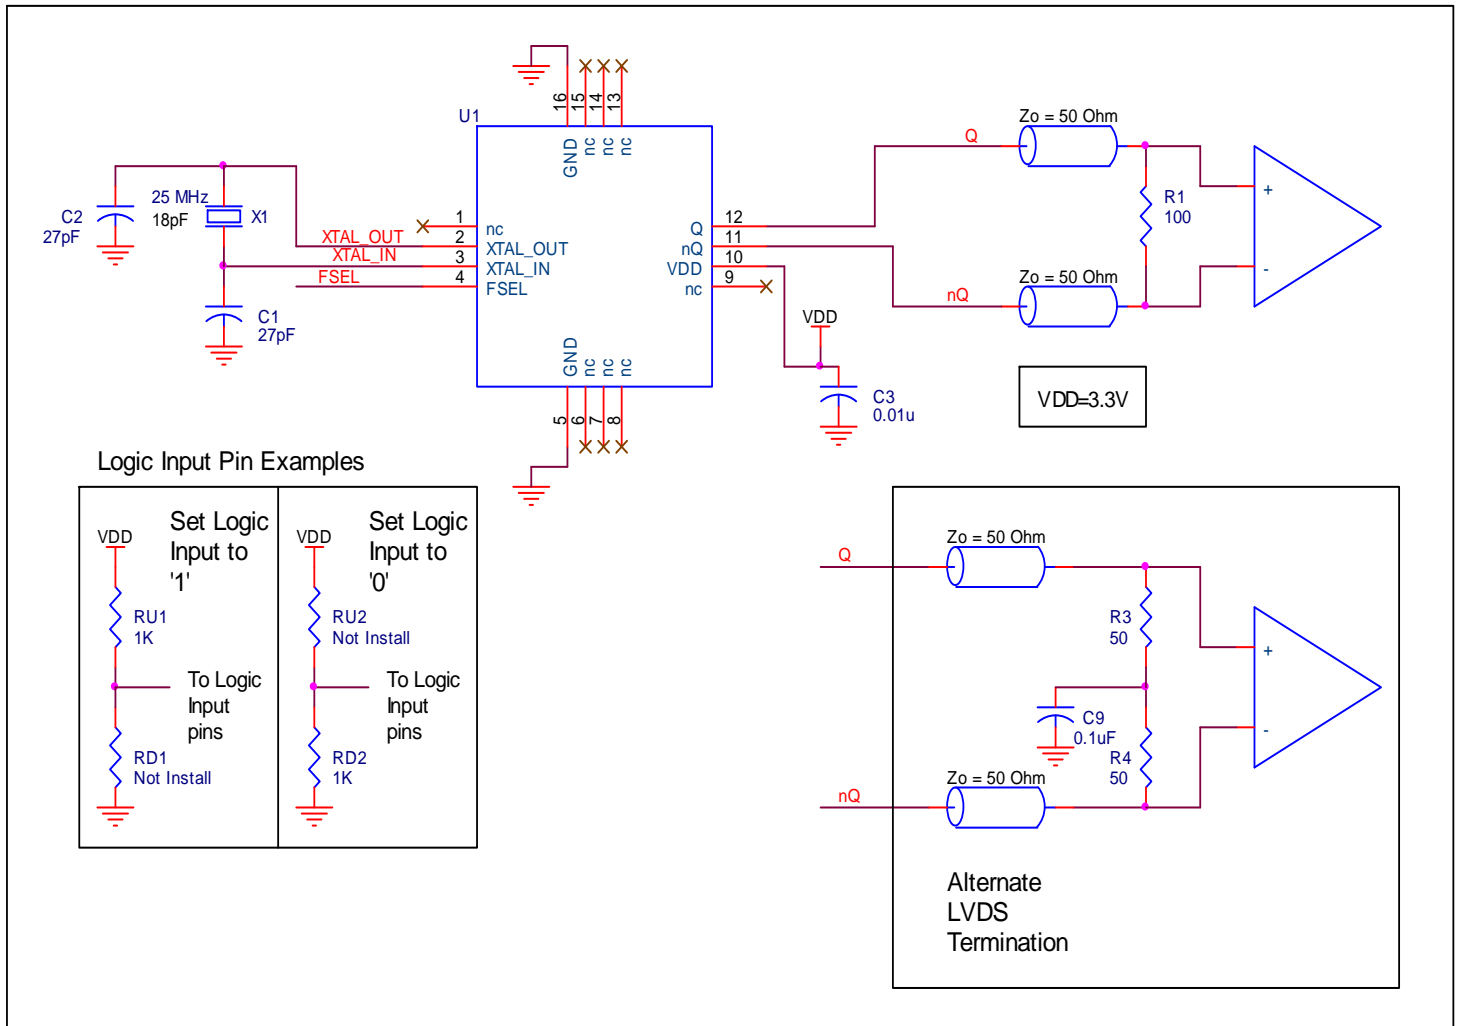 U1
16
15
14
13
GND
nc
nc
nc
25 MHz
18pF
X1
C2
27pF
C1
27pF
XTAL_OUT
XTAL_IN
FSEL
1
2
3
4
nc
XTAL_OUT
XTAL_IN
FSEL
Q
nQ
VDD
nc
12
11
10
9
GND
nc
nc
nc
5
6
7
8
Q
nQ
Zo = 50 Ohm
Zo = 50 Ohm
R1
100
+
-
VDD
C3
0.01u
VDD=3.3V
Logic Input Pin Examples
Set Logic
Input to
'1'
VDD
RU1
1K
To Logic
Input
pins
RD1
Not Install
Set Logic
Input to
'0'
VDD
RU2
Not Install
To Logic
Input
pins
RD2
1K
Q
Zo = 50 Ohm
R3
50
+
-
C9
0.1uF
R4
50
Zo = 50 Ohm
nQ
Alternate
LVDS
Termination